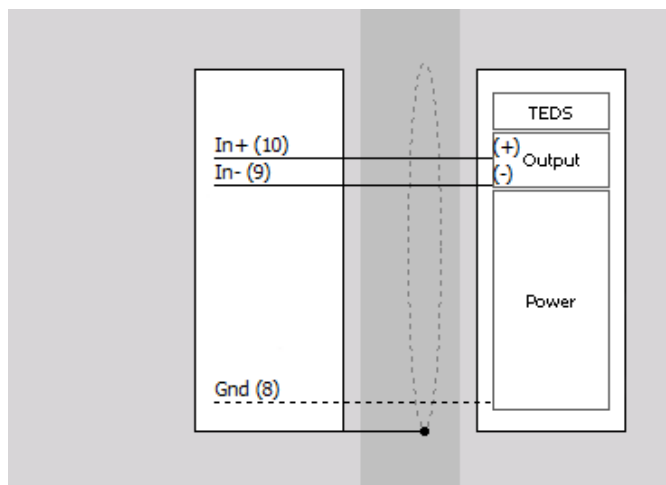 TEDS
In+ (10)
(+)
Output
In- (9)
(-)
Power
Gnd (8)